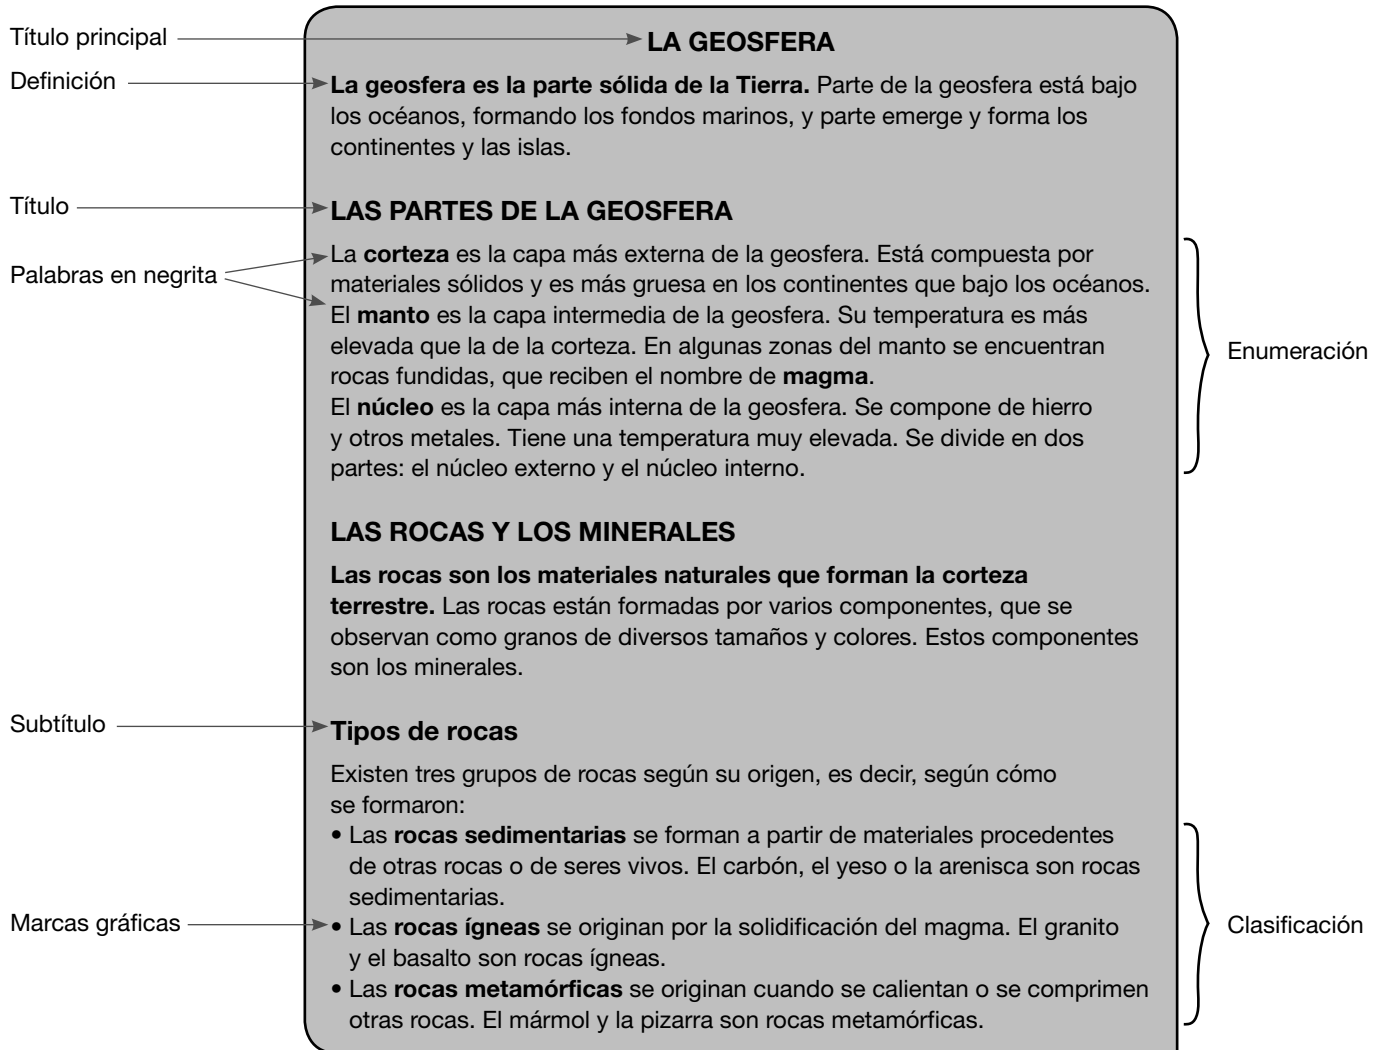 Título principal
LA GEOSFERA
Definición
La geosfera es la parte sólida de la Tierra. Parte de la geosfera está bajo
los océanos, formando los fondos marinos, y parte emerge y forma los
continentes y las islas.
Título
LAS PARTES DE LA GEOSFERA
Palabras en negrita
La corteza es la capa más externa de la geosfera. Está compuesta por
materiales sólidos y es más gruesa en los continentes que bajo los océanos.
El manto es la capa intermedia de la geosfera. Su temperatura es más
elevada que la de la corteza. En algunas zonas del manto se encuentran
rocas fundidas, que reciben el nombre de magma.
El núcleo es la capa más interna de la geosfera. Se compone de hierro
y otros metales. Tiene una temperatura muy elevada. Se divide en dos
partes: el núcleo externo y el núcleo interno.
Enumeración
LAS ROCAS Y LOS MINERALES
Las rocas son los materiales naturales que forman la corteza
terrestre. Las rocas están formadas por varios componentes, que se
observan como granos de diversos tamaños y colores. Estos componentes
son los minerales.
Subtítulo
Tipos de rocas
Existen tres grupos de rocas según su origen, es decir, según cómo
se formaron:
• Las rocas sedimentarias se forman a partir de materiales procedentes
de otras rocas o de seres vivos. El carbón, el yeso o la arenisca son rocas
sedimentarias.
Marcas gráficas
• Las rocas ígneas se originan por la solidificación del magma. El granito
y el basalto son rocas ígneas.
• Las rocas metamórficas se originan cuando se calientan o se comprimen
otras rocas. El mármol y la pizarra son rocas metamórficas.
Clasificación